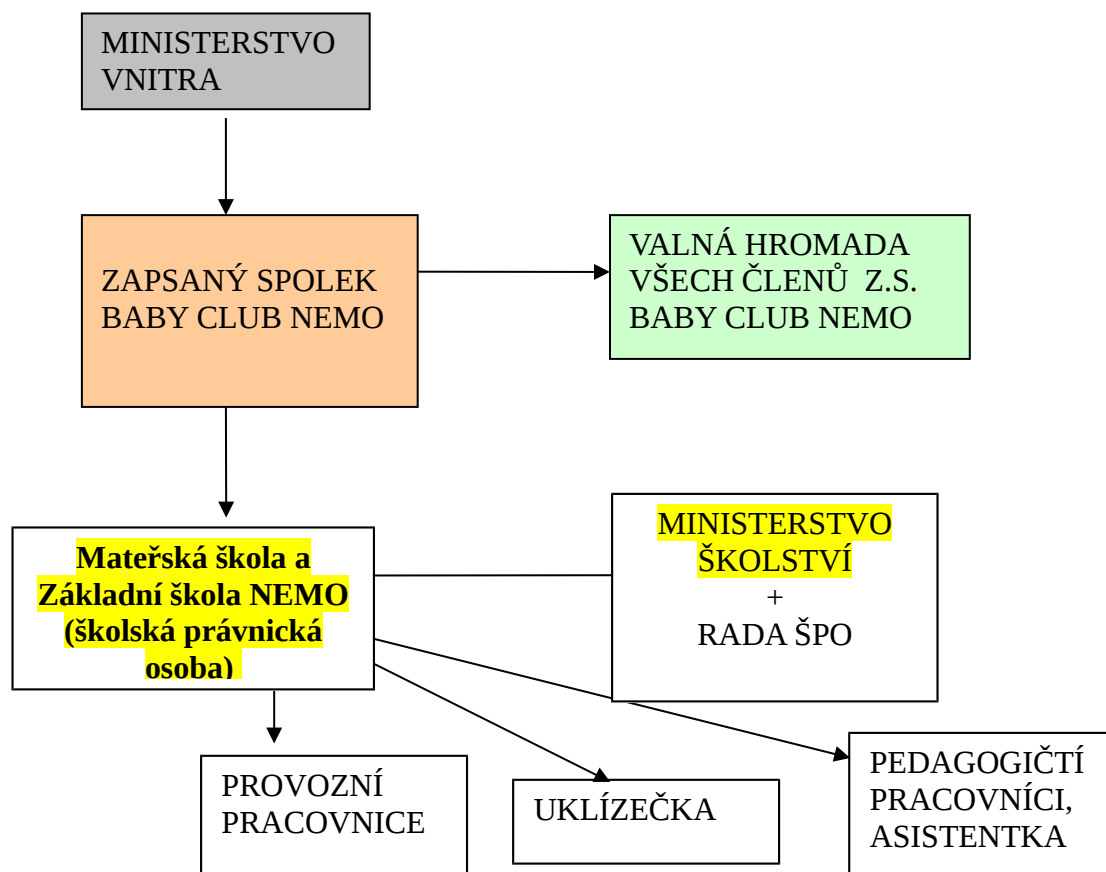 MINISTERSTVO
VNITRA
ZAPSANÝ SPOLEK
BABY CLUB NEMO
VALNÁ HROMADA
VŠECH ČLENŮ Z.S.
BABY CLUB NEMO
Mateřská škola a
Základní škola NEMO
(školská právnická
osoba)
MINISTERSTVO
ŠKOLSTVÍ
+
RADA ŠPO
PROVOZNÍ
PRACOVNICE
UKLÍZEČKA
PEDAGOGIČTÍ
PRACOVNÍCI,
ASISTENTKA